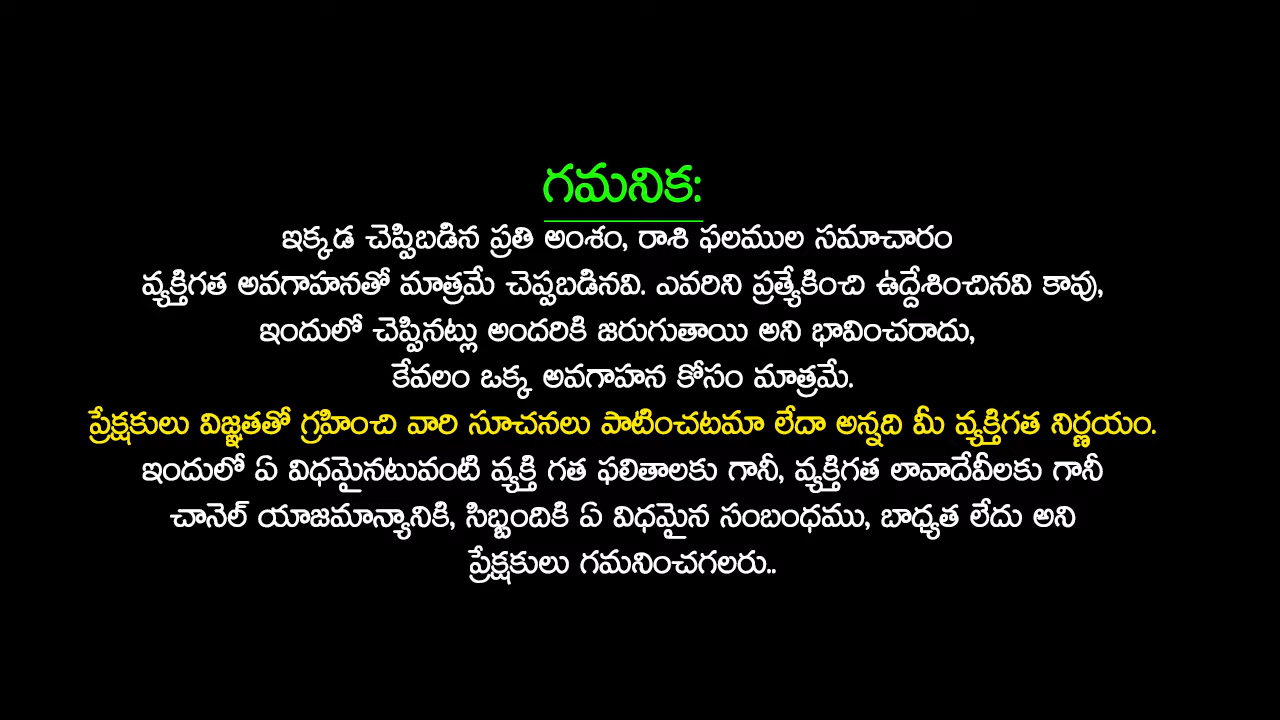 గమనిక:
ఇక్కడ చెప్పిబడిన ప్రతి అంశం, రాశి ఫలముల సమాచారం
వ్యక్తిగత అవగాహనతో మాత్రమే చెప్పబడినవి. ఎవరిని ప్రత్యేకించి ఉద్దేశించినవి కావు,
ఇందులో చెప్పినట్లు అందరికి జరుగుతాయి అని భావించరాదు,
కేవలం ఒక్క అవగాహన కోసం మాత్రమే.
ప్రేక్షకులు విజ్ఞతతో గ్రహించి వారి సూచనలు పాటించటమా లేదా అన్నది మీ వ్యక్తిగత నిర్ణయం.
ఇందులో ఏ విధమైనటువంటి వ్యక్తి గత ఫలితాలకు గానీ, వ్యక్తిగత లావాదేవీలకు గానీ
చానెల్ యాజమాన్యానికి, సిబ్బందికి ఏ విధమైన సంబంధము, బాధ్యత లేదు అని
ప్రేక్షకులు గమనించగలరు..